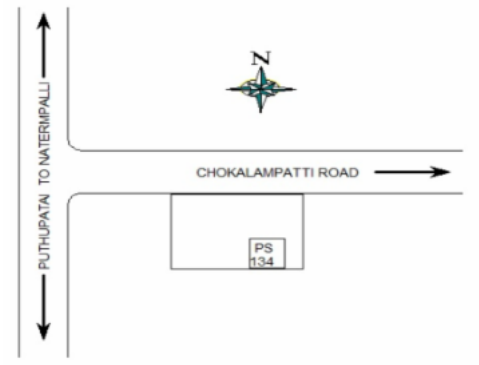 N
PUTHUPATAI TO NATERMPALLI
CHOKALAMPATTI ROAD
PS
134